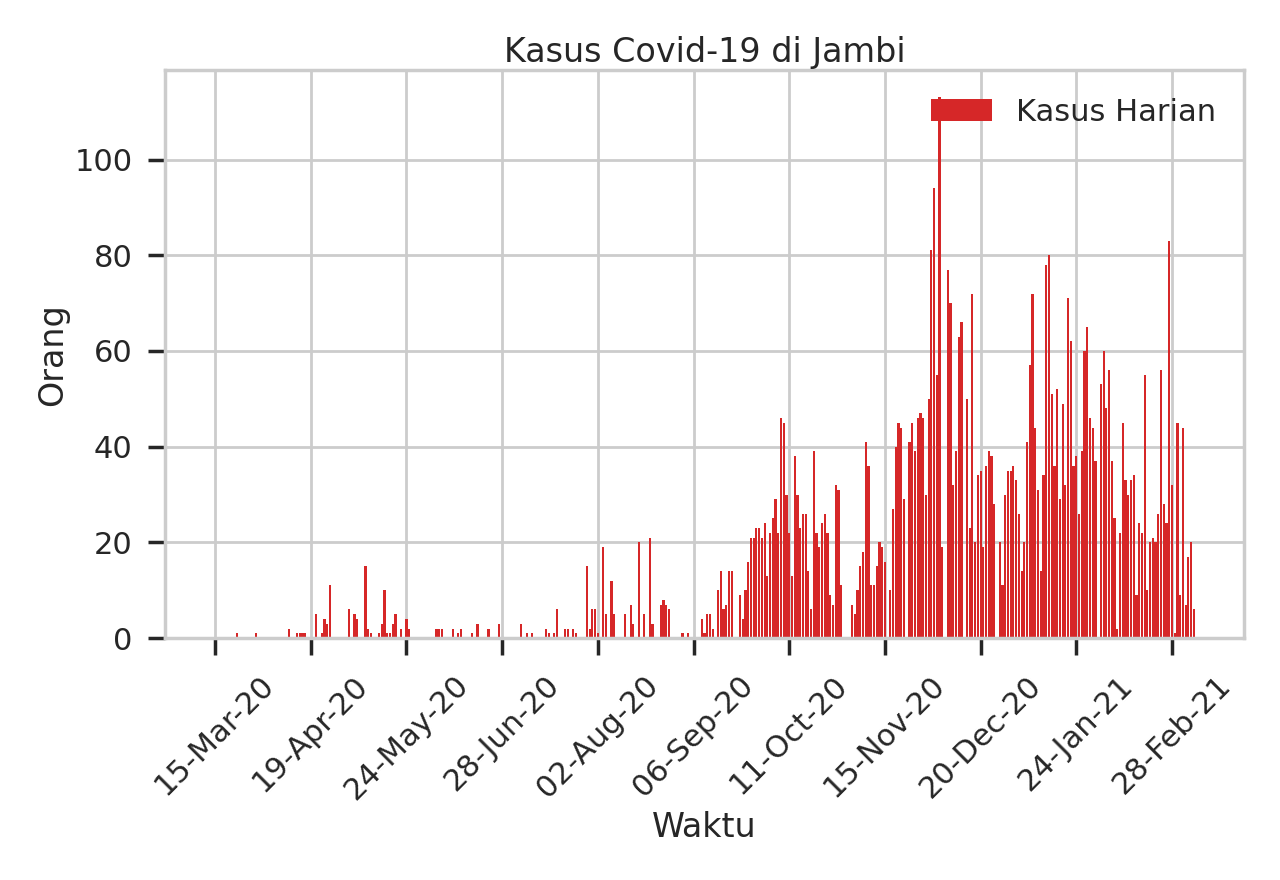 Kasus Covid-19 di Jambi
Kasus Harian
100
80
60
40
20
0
Orang
15-Mar-20
19-Apr-20
24-May-20
28-Jun-20
02-Aug-20
06-Sep-20
11-Oct-20
15-Nov-20
20-Dec-20
24-Jan-21
28-Feb-21
Waktu